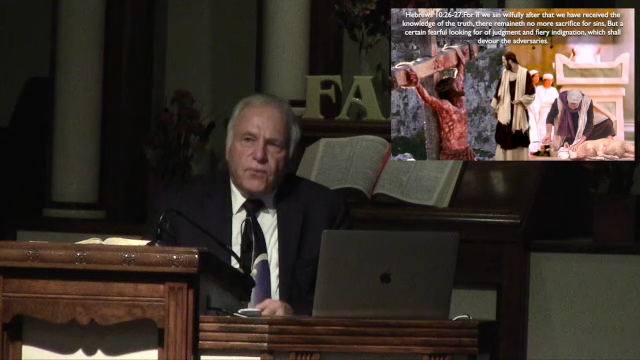 Hebrews 10:26-27:For if we sin wilfully after that we have received the
knowledge of the truth, there remaineth no more sacrifice for sins, But a
certain fearful looking for of judgment and fiery indignation, which shall
devour the adversaries.
FA